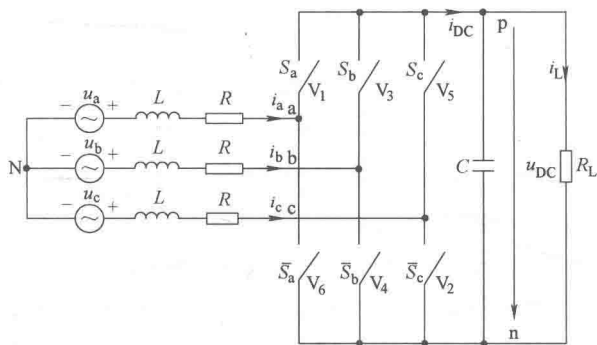 i_DC p
S_a S_b S_c i_L
V_1 V_3 V_5
u_a L R i_a a
− + 
u_b L R i_b b
N − + C u_DC R_L
u_c L R i_c c
− +
S̅_a S̅_b S̅_c
V_6 V_4 V_2
n